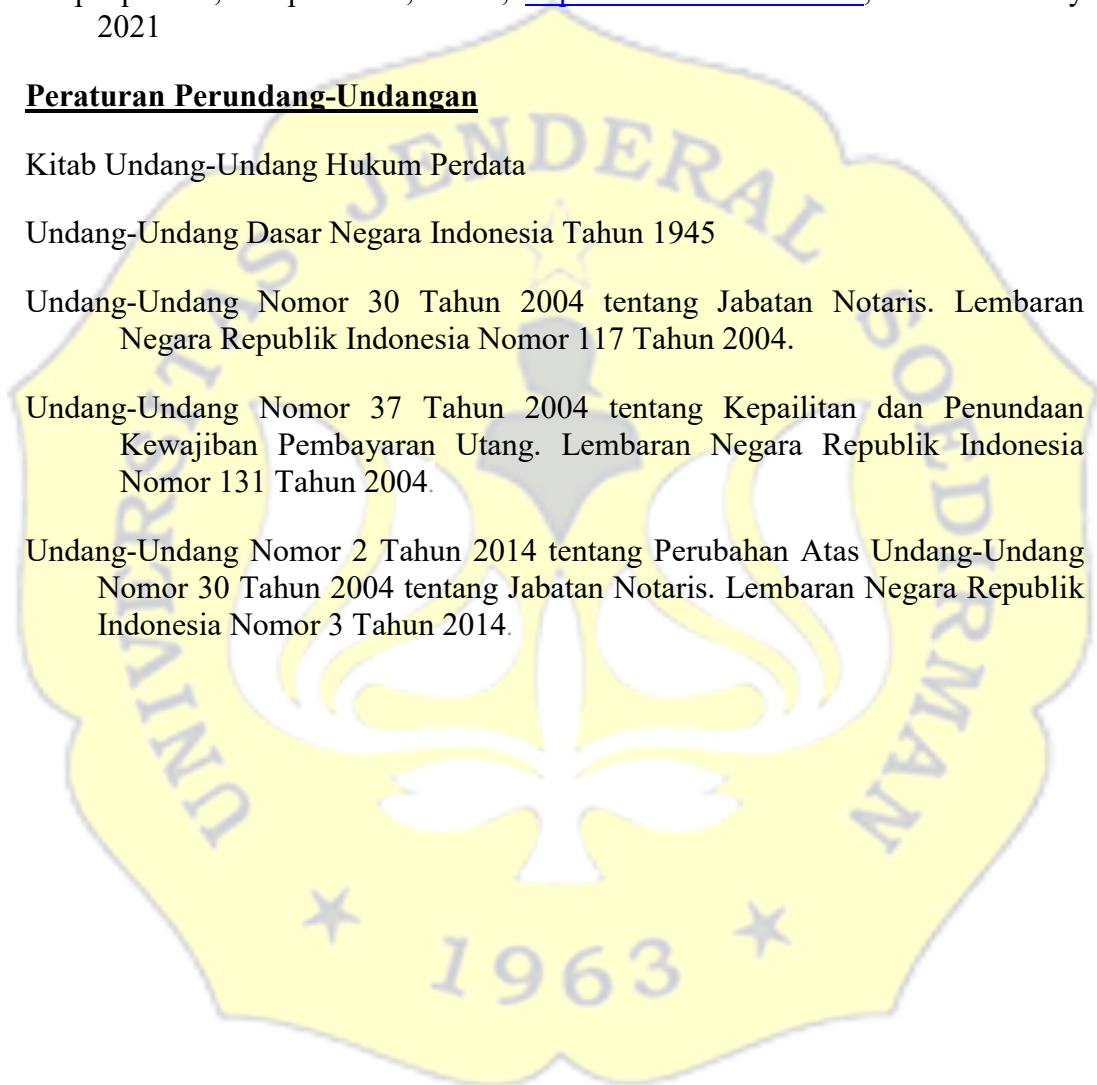 2021
Peraturan Perundang-Undangan
Kitab Undang-Undang Hukum Perdata
Undang-Undang Dasar Negara Indonesia Tahun 1945
Undang-Undang Nomor 30 Tahun 2004 tentang Jabatan Notaris. Lembaran
Negara Republik Indonesia Nomor 117 Tahun 2004.
Undang-Undang Nomor 37 Tahun 2004 tentang Kepailitan dan Penundaan
Kewajiban Pembayaran Utang. Lembaran Negara Republik Indonesia
Nomor 131 Tahun 2004.
Undang-Undang Nomor 2 Tahun 2014 tentang Perubahan Atas Undang-Undang
Nomor 30 Tahun 2004 tentang Jabatan Notaris. Lembaran Negara Republik
Indonesia Nomor 3 Tahun 2014.
UNIVERSITAS JENDERAL SOEDIRMAN
1963